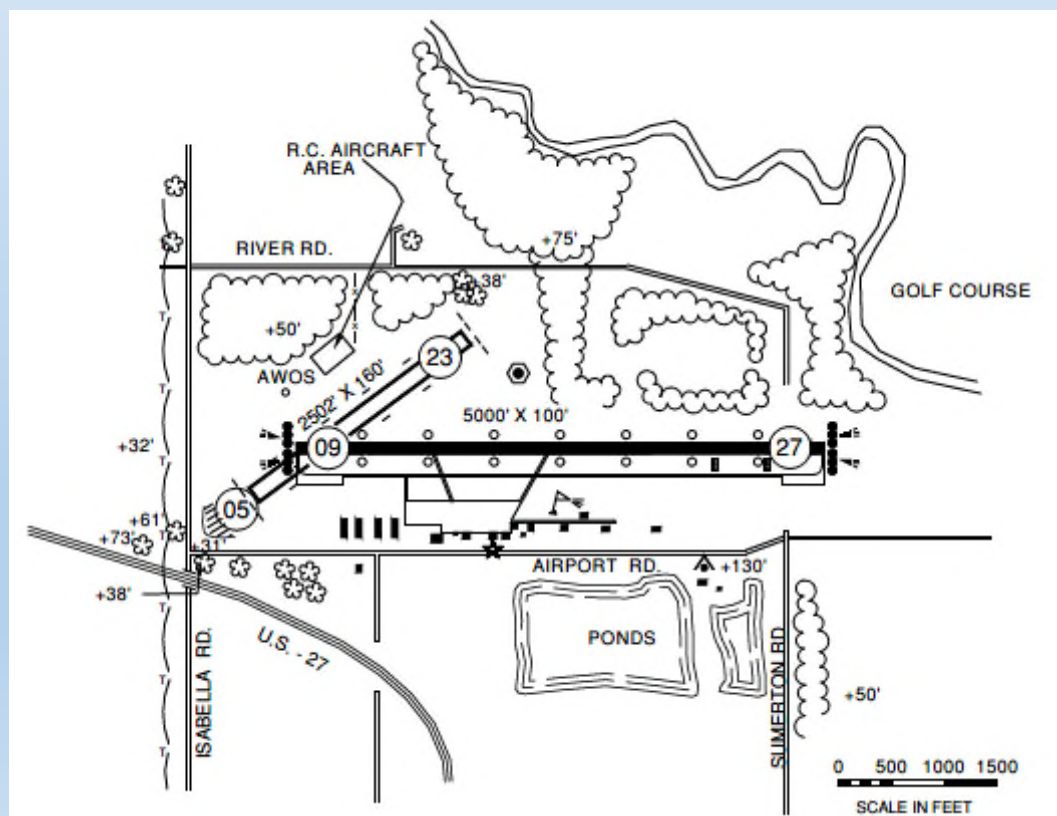 R.C. AIRCRAFT
AREA
RIVER RD.
+75'
+38'
GOLF COURSE
+50'
23
AWOS
2502' X 160'
5000' X 100'
+32'
09
27
05
+61'
+73'
+31'
AIRPORT RD.
+130'
+38'
U.S. - 27
PONDS
ISABELLA RD.
SUMERTON RD
+50'
0 500 1000 1500
SCALE IN FEET
T
T
T
T
T
T
T
T